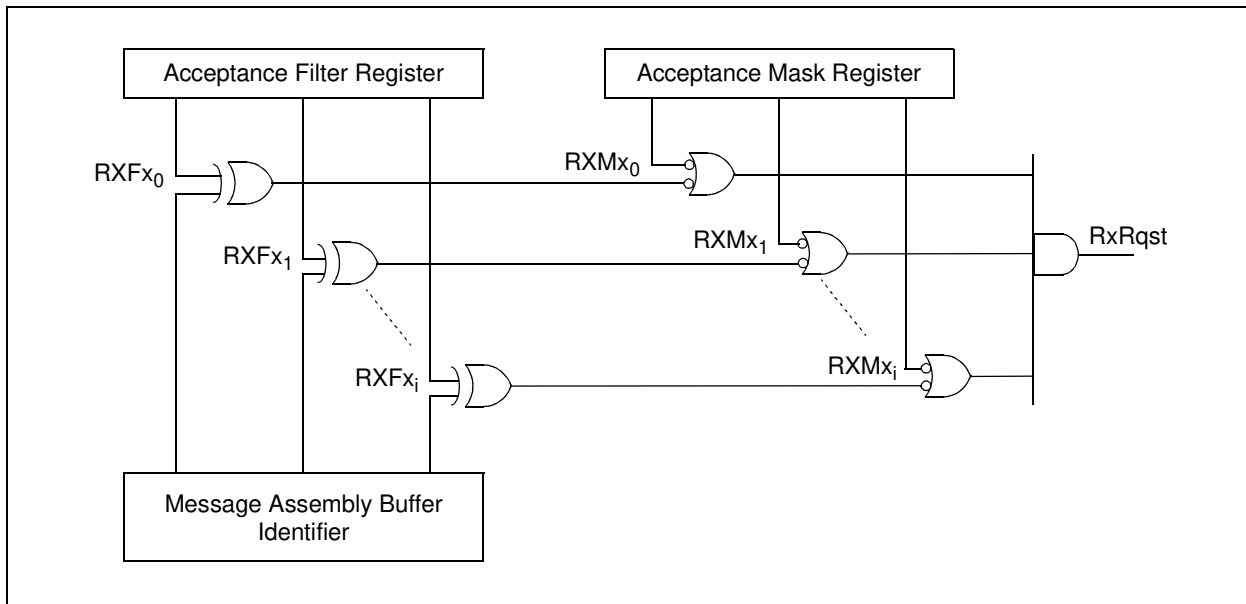 Acceptance Filter Register
Acceptance Mask Register
RXFx0
RXMx0
RXFx1
RXMx1
RxRqst
RXFxi
RXMxi
Message Assembly Buffer
Identifier